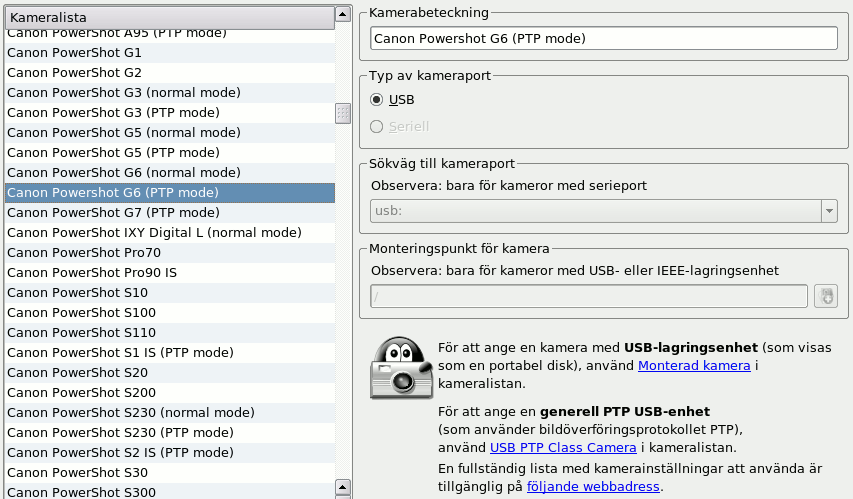 Kameralista
Canon PowerShot A95 (PTP mode)
Canon PowerShot G1
Canon PowerShot G2
Canon PowerShot G3 (normal mode)
Canon PowerShot G3 (PTP mode)
Canon PowerShot G5 (normal mode)
Canon PowerShot G5 (PTP mode)
Canon PowerShot G6 (normal mode)
Canon Powershot G6 (PTP mode)
Canon PowerShot G7 (PTP mode)
Canon PowerShot IXY Digital L (normal mode)
Canon PowerShot Pro70
Canon PowerShot Pro90 IS
Canon PowerShot S10
Canon PowerShot S100
Canon PowerShot S110
Canon PowerShot S1 IS (PTP mode)
Canon PowerShot S20
Canon PowerShot S200
Canon PowerShot S230 (normal mode)
Canon PowerShot S230 (PTP mode)
Canon PowerShot S2 IS (PTP mode)
Canon PowerShot S30
Canon PowerShot S300
Kamerabeteckning
Canon Powershot G6 (PTP mode)
Typ av kameraport
USB
Seriell
Sökväg till kameraport
Observera: bara för kameror med serieport
usb:
Monteringspunkt för kamera
Observera: bara för kameror med USB- eller IEEE-lagringsenhet
/
För att ange en kamera med USB-lagringsenhet (som visas
som en portabel disk), använd Monterad kamera i
kameralistan.
För att ange en generell PTP USB-enhet
(som använder bildöverföringsprotokollet PTP),
använd USB PTP Class Camera i kameralistan.
En fullständig lista med kamerainställningar att använda är
tillgänglig på följande webbadress.